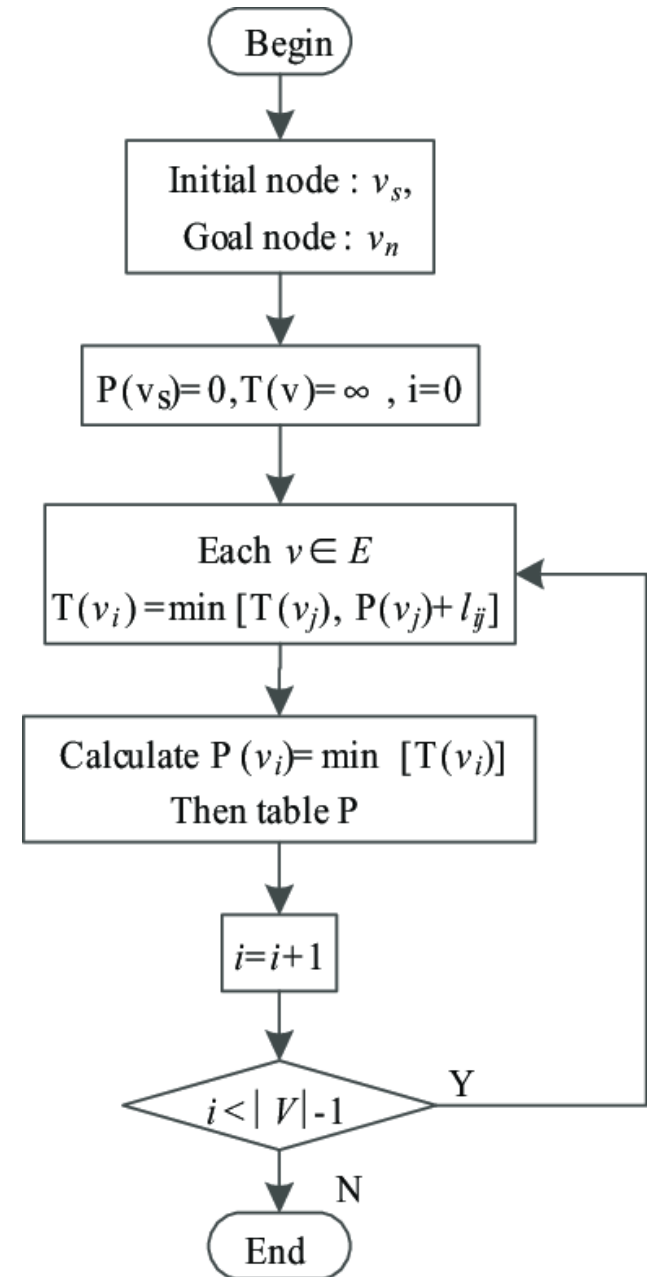 Begin
Initial node : vₛ,
Goal node : vₙ
P(vₛ)=0,T(v)=∞ , i=0
Each v∈E
T(vᵢ)=min [T(vⱼ), P(vⱼ)+lᵢⱼ]
Calculate P (vᵢ)=min [T(vᵢ)]
Then table P
i=i+1
i<| V|-1
Y
N
End